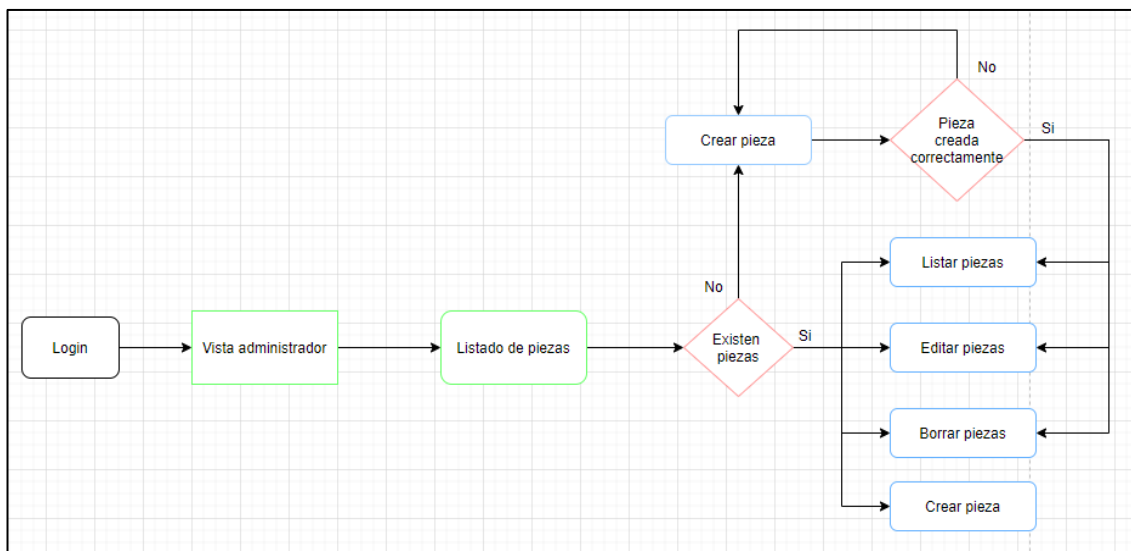 No
Pieza
creada
correctamente
Si
Crear pieza
Listar piezas
No
Login
Vista administrador
Listado de piezas
Existen
piezas
Si
Editar piezas
Borrar piezas
Crear pieza